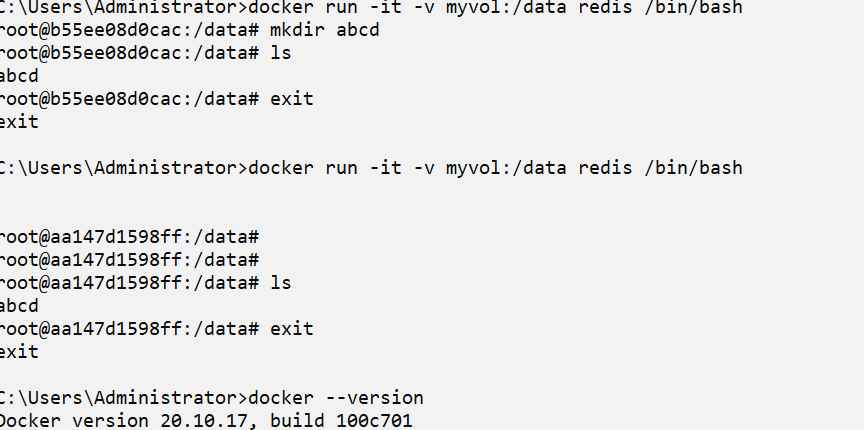 C:\Users\Administrator>docker run -it -v myvol:/data redis /bin/bash
root@b55ee08d0cac:/data# mkdir abcd
root@b55ee08d0cac:/data# ls
abcd
root@b55ee08d0cac:/data# exit
exit
C:\Users\Administrator>docker run -it -v myvol:/data redis /bin/bash
root@aa147d1598ff:/data#
root@aa147d1598ff:/data#
root@aa147d1598ff:/data# ls
abcd
root@aa147d1598ff:/data# exit
exit
C:\Users\Administrator>docker --version
Docker version 20.10.17, build 100c701